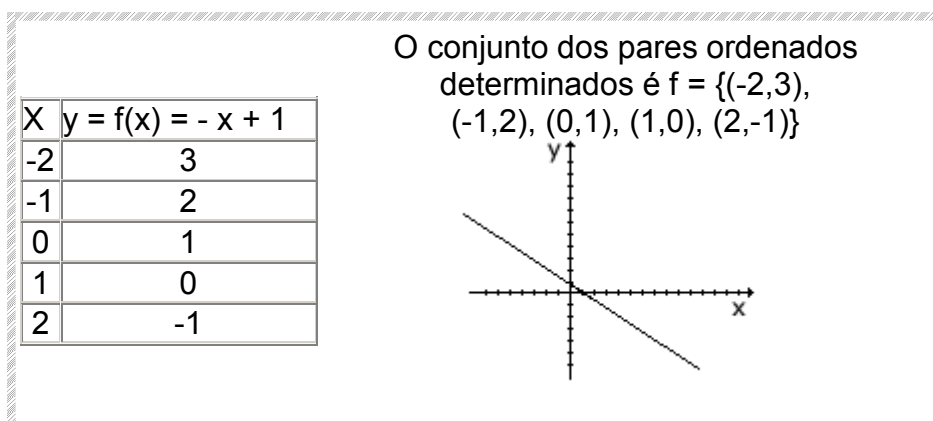 O conjunto dos pares ordenados
determinados é f = {(-2,3),
(-1,2), (0,1), (1,0), (2,-1)}
X y = f(x) = - x + 1
-2 3
-1 2
0 1
1 0
2 -1
y
x